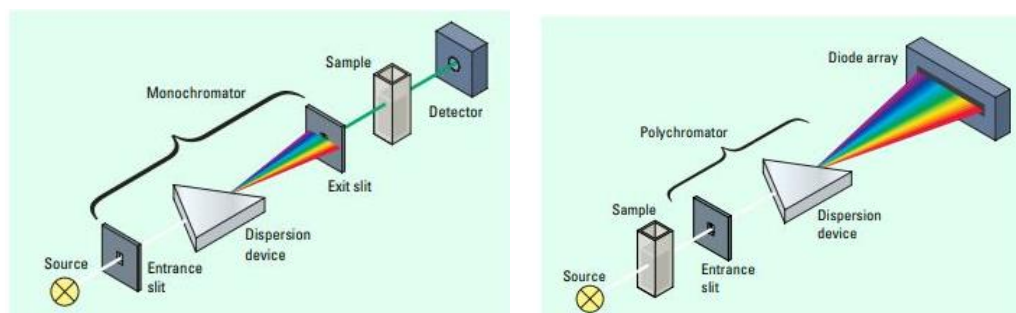 Sample
Monochromator
Detector
Exit slit
Dispersion
device
Source
Entrance
slit
Diode array
Polychromator
Sample
Dispersion
device
Source
Entrance
slit